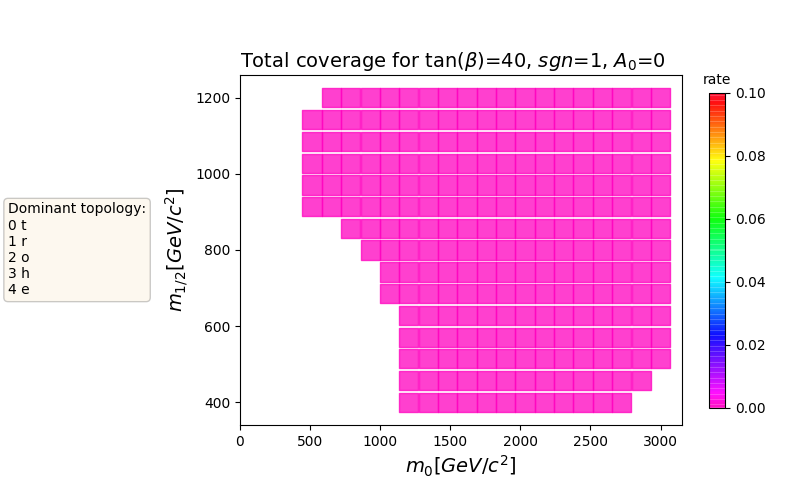 Total coverage for tan(β)=40, sgn=1, A₀=0
rate
0.10
0.08
0.06
0.04
0.02
0.00
1200
1000
800
600
400
m₁/₂[GeV/c²]
0 500 1000 1500 2000 2500 3000
m₀[GeV/c²]
Dominant topology:
0 t
1 r
2 o
3 h
4 e